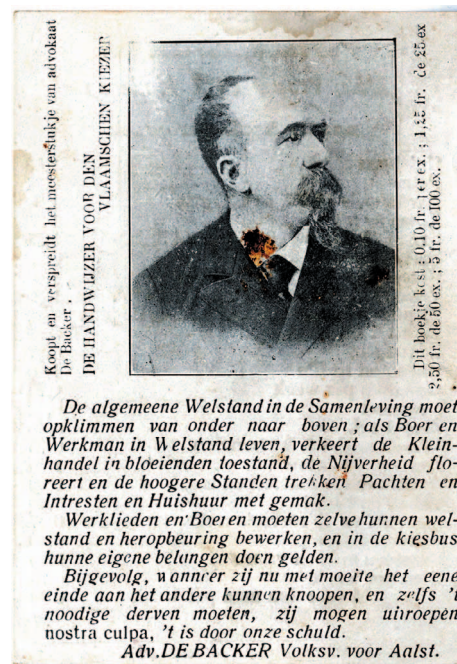 Koopt en verspreidt het meesterstukje van advokaat
De Backer.
DE HANDWIJZER VOOR DEN
VLAAMSCHEN KIEZER
Dit boekje kost : 0,10 fr. 1er ex. ; 1,25 fr. de 25 ex
2,50 fr. de 50 ex. ; 5 fr. de 100 ex.
De algemeene Welstand in de Samenleving moet
opklimmen van onder naar boven ; als Boer en
Werkman in Welstand leven, verkeert de Klein-
handel in bloeienden toestand, de Nijverheid flo-
reert en de hoogere Standen trekken Pachten en
Intresten en Huishuur met gemak.
Werklieden en Boeren moeten zelve hunnen wel-
stand en heropbeuring bewerken, en in de kiesbus
hunne eigene belangen doen gelden.
Bijgevolg, wanneer zij nu met moeite het eene
einde aan het andere kunnen knoopen, en zelfs 't
noodige derven moeten, zij mogen uitroepen
nostra culpa, 't is door onze schuld.
Adv. DE BACKER Volksv. voor Aalst.